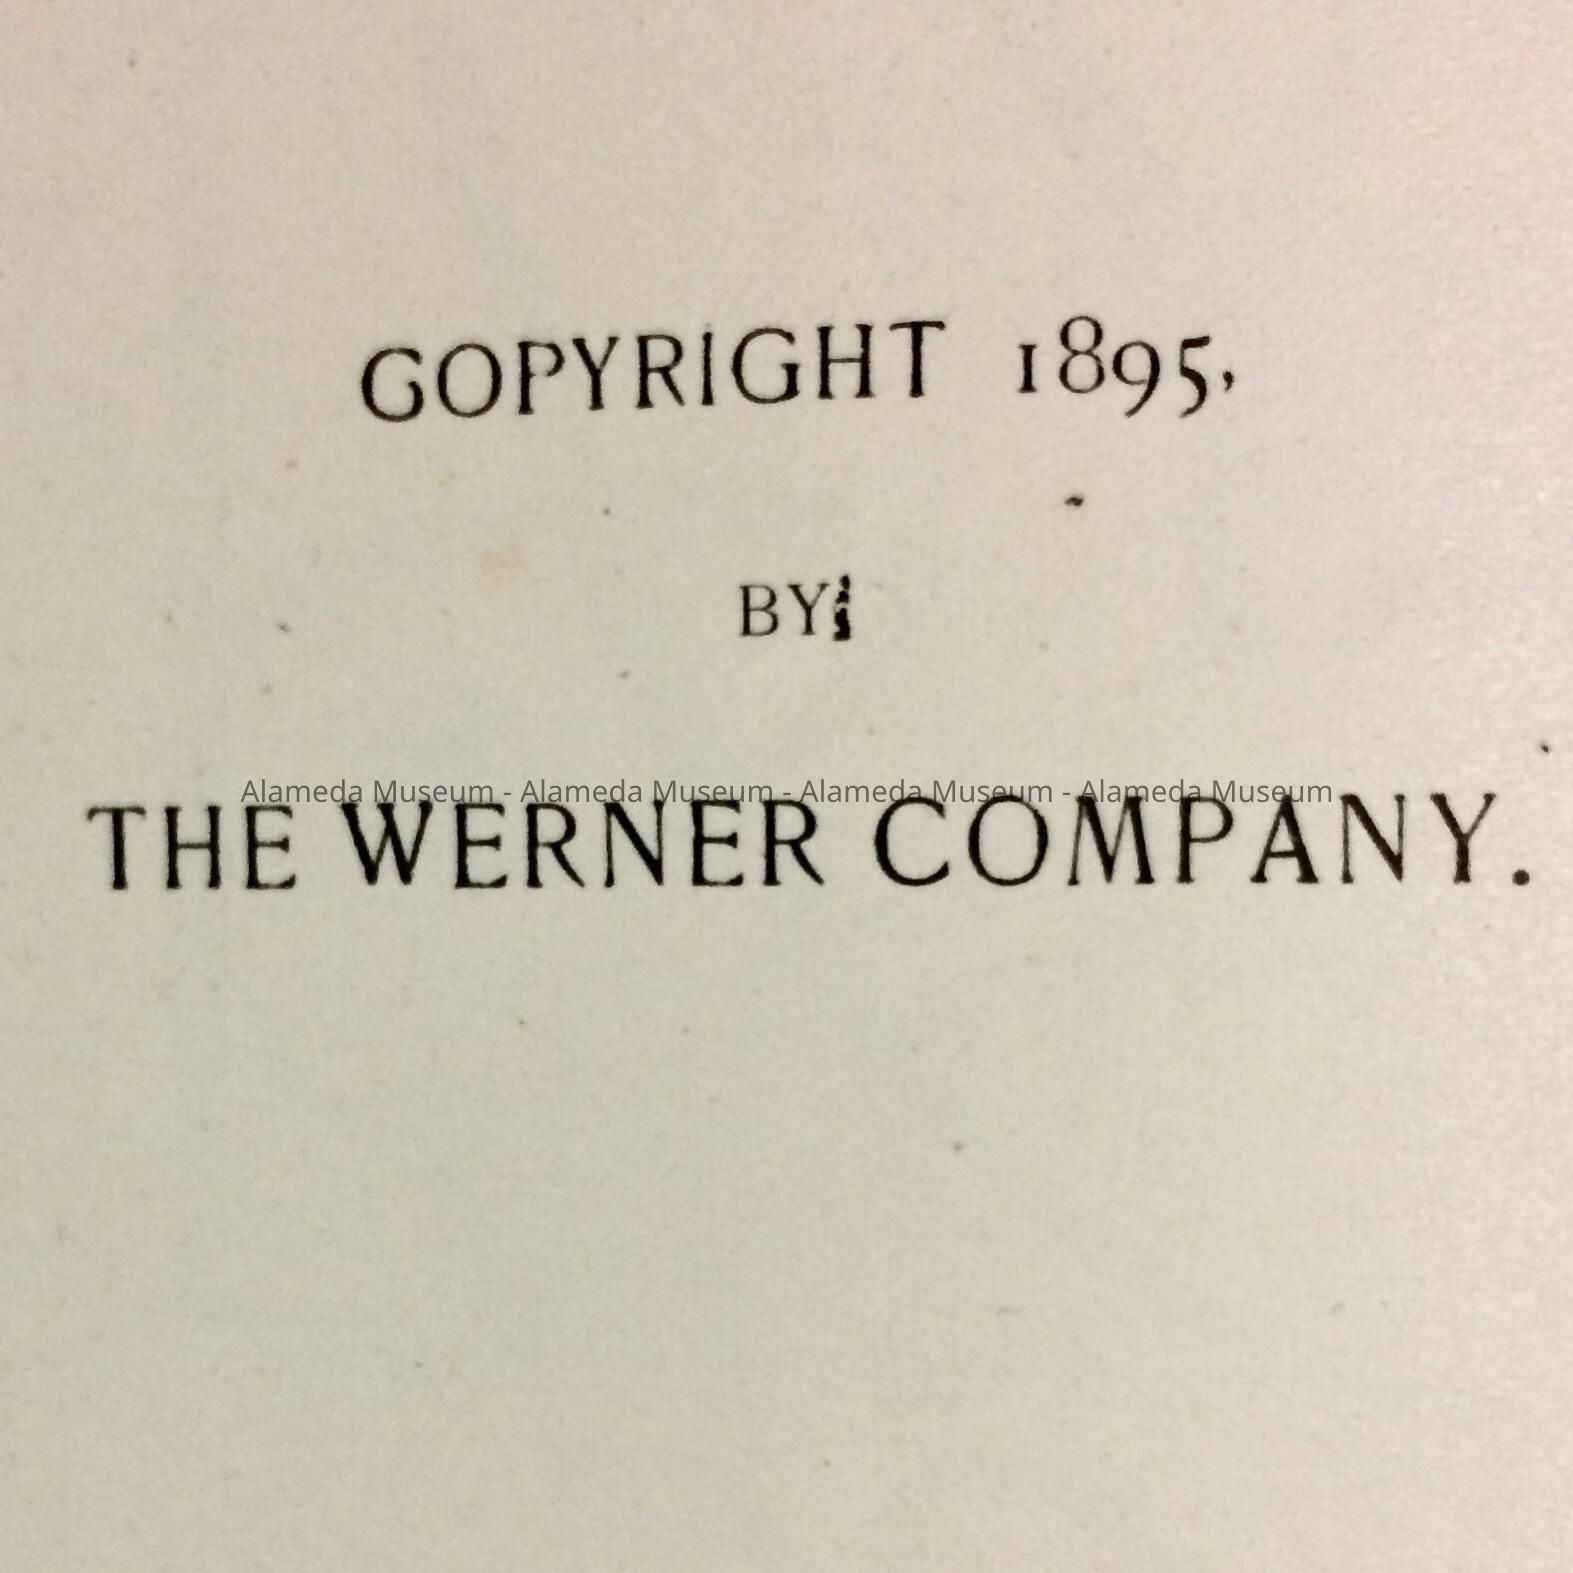 GOPYRIGHT 1895,
BY
Alameda Museum - Alameda Museum - Alameda Museum - Alameda Museum
THE WERNER COMPANY.